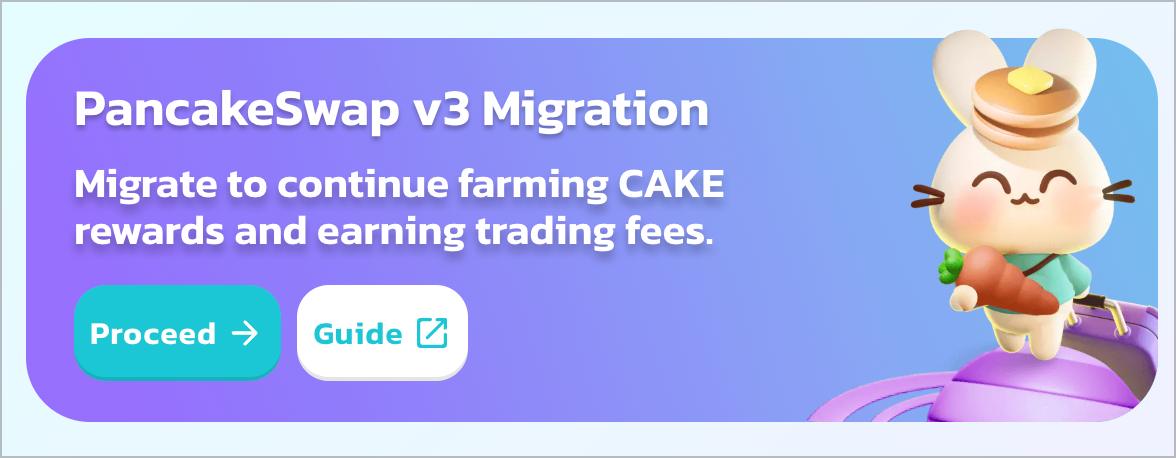 PancakeSwap v3 Migration
Migrate to continue farming CAKE
rewards and earning trading fees.
Proceed
Guide